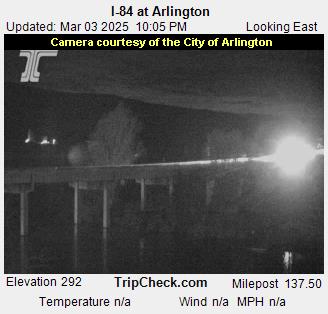 I-84 at Arlington
Updated: Mar 03 2025 10:05 PM Looking East
Camera courtesy of the City of Arlington
Elevation 292 TripCheck.com Milepost 137.50
Temperature n/a Wind n/a MPH n/a